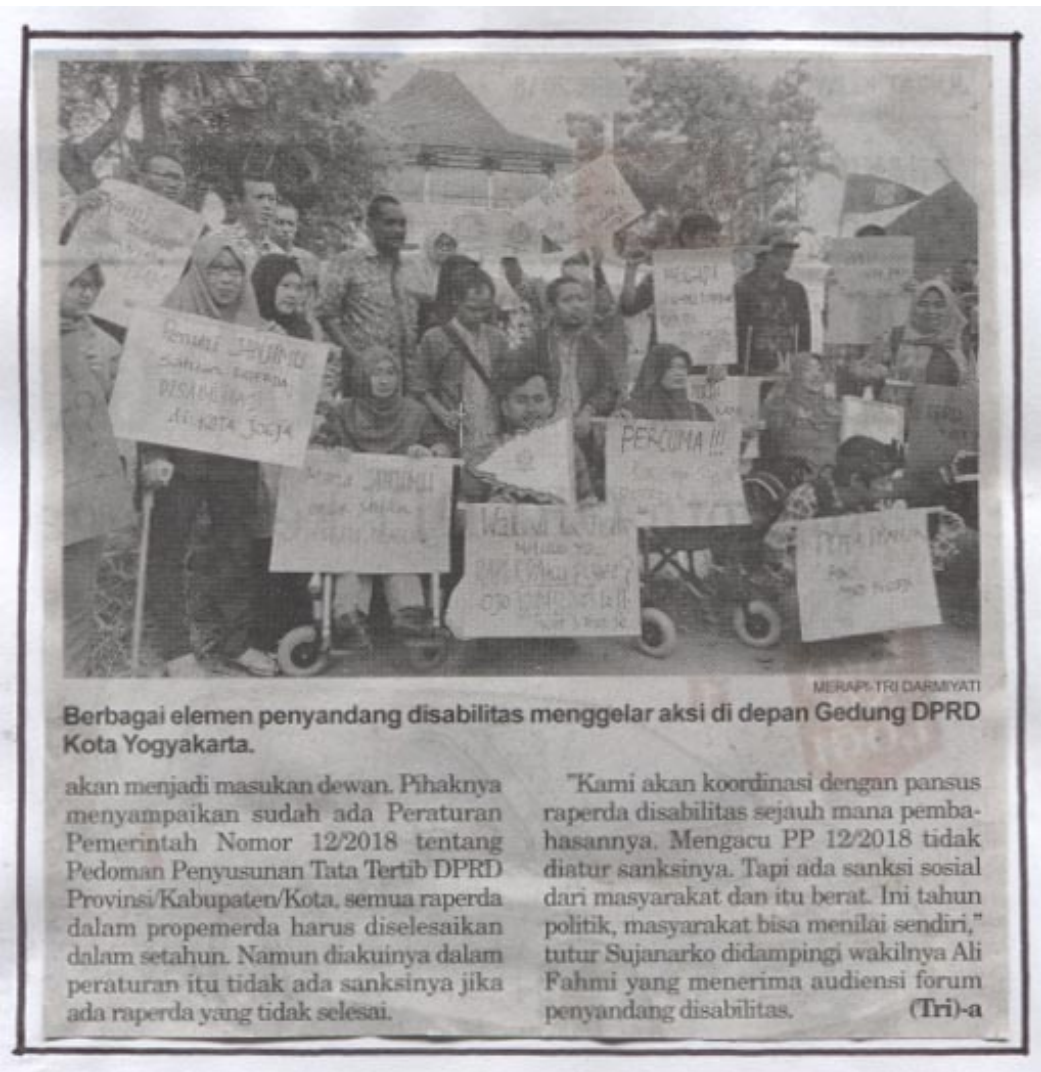 Penuhi JANJIMU
DISABILITAS
di KOTA JOGJA
JANJIMU
PERCUMA !!!
MERAPI-TRI DARMIYATI
Berbagai elemen penyandang disabilitas menggelar aksi di depan Gedung DPRD
Kota Yogyakarta.
akan menjadi masukan dewan. Pihaknya
menyampaikan sudah ada Peraturan
Pemerintah Nomor 12/2018 tentang
Pedoman Penyusunan Tata Tertib DPRD
Provinsi/Kabupaten/Kota, semua raperda
dalam propemerda harus diselesaikan
dalam setahun. Namun diakuinya dalam
peraturan itu tidak ada sanksinya jika
ada raperda yang tidak selesai.
"Kami akan koordinasi dengan pansus
raperda disabilitas sejauh mana pemba-
hasannya. Mengacu PP 12/2018 tidak
diatur sanksinya. Tapi ada sanksi sosial
dari masyarakat dan itu berat. Ini tahun
politik, masyarakat bisa menilai sendiri,"
tutur Sujanarko didampingi wakilnya Ali
Fahmi yang menerima audiensi forum
penyandang disabilitas. (Tri)-a